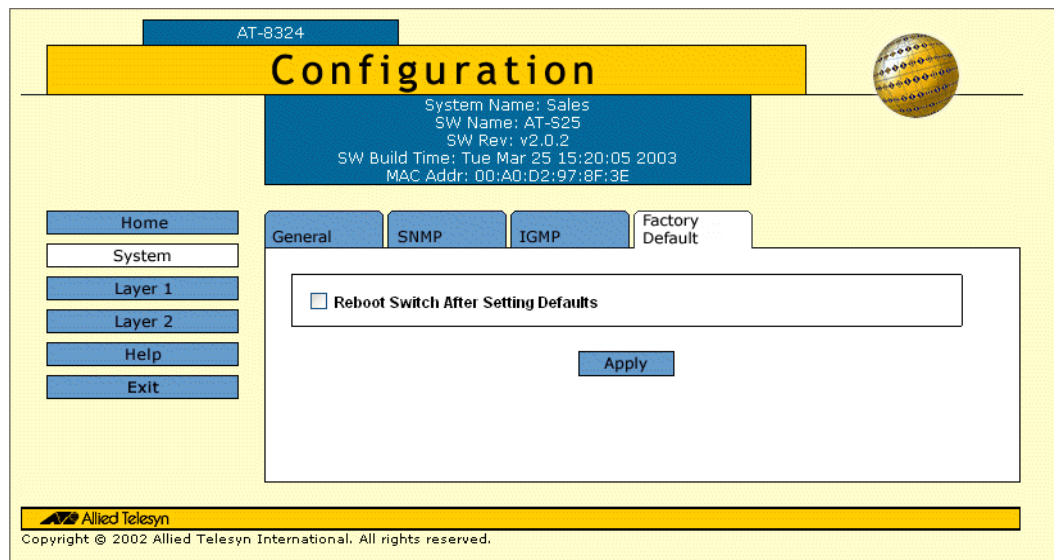 AT-8324
Configuration
System Name: Sales
SW Name: AT-S25
SW Rev: v2.0.2
SW Build Time: Tue Mar 25 15:20:05 2003
MAC Addr: 00:A0:D2:97:8F:3E
Home
System
Layer 1
Layer 2
Help
Exit
General
SNMP
IGMP
Factory
Default
Reboot Switch After Setting Defaults
Apply
Allied Telesyn
Copyright @ 2002 Allied Telesyn International. All rights reserved.